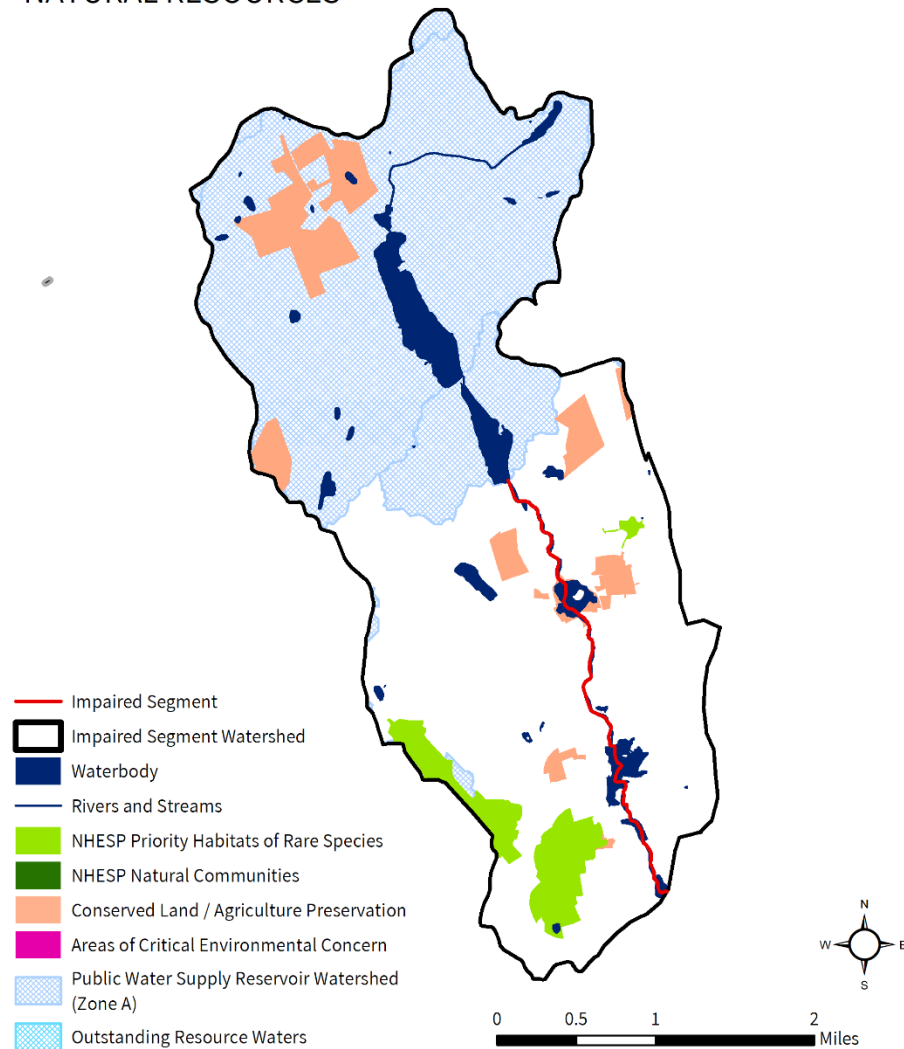 NATURAL RESOURCES
Impaired Segment
Impaired Segment Watershed
Waterbody
Rivers and Streams
NHESP Priority Habitats of Rare Species
NHESP Natural Communities
Conserved Land / Agriculture Preservation
Areas of Critical Environmental Concern
Public Water Supply Reservoir Watershed
(Zone A)
Outstanding Resource Waters
N
W E
S
0 0.5 1 2
Miles